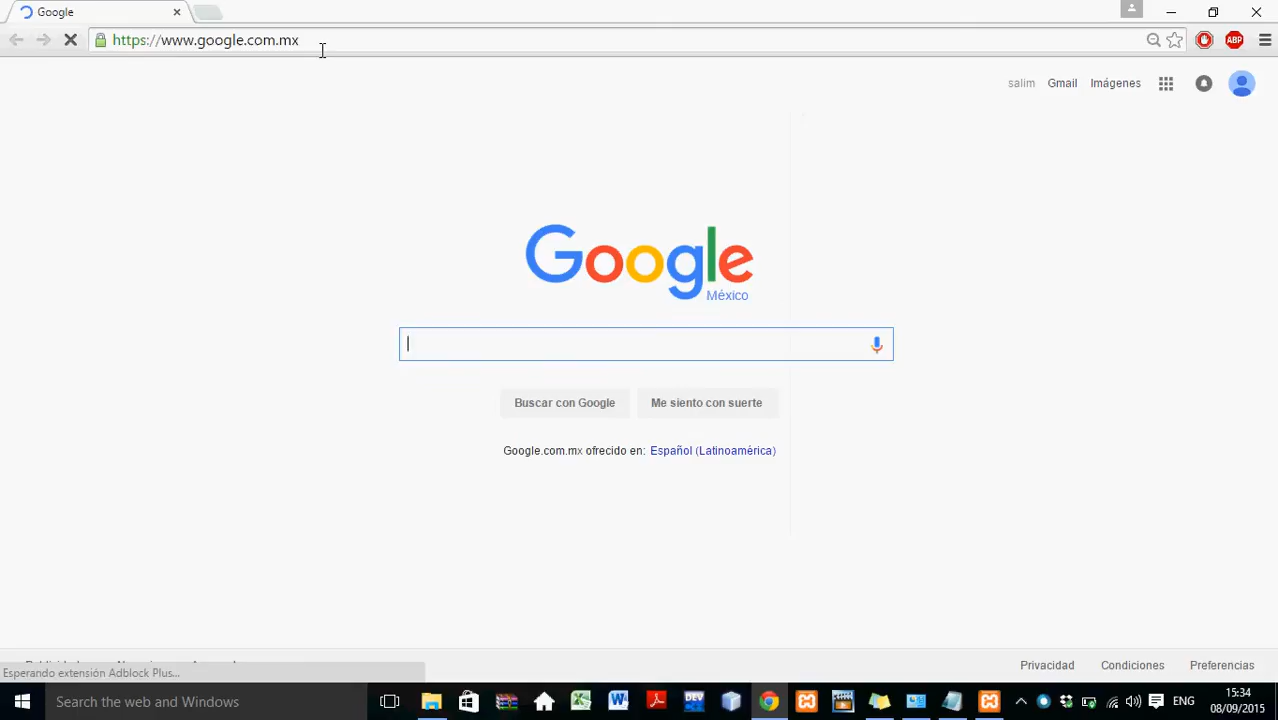 Google
https://www.google.com.mx
ABP
salim Gmail Imágenes
Google
México
Buscar con Google Me siento con suerte
Google.com.mx ofrecido en: Español (Latinoamérica)
Esperando extensión Adblock Plus...
Privacidad Condiciones Preferencias
Search the web and Windows
DEV
ENG
15:34
08/09/2015